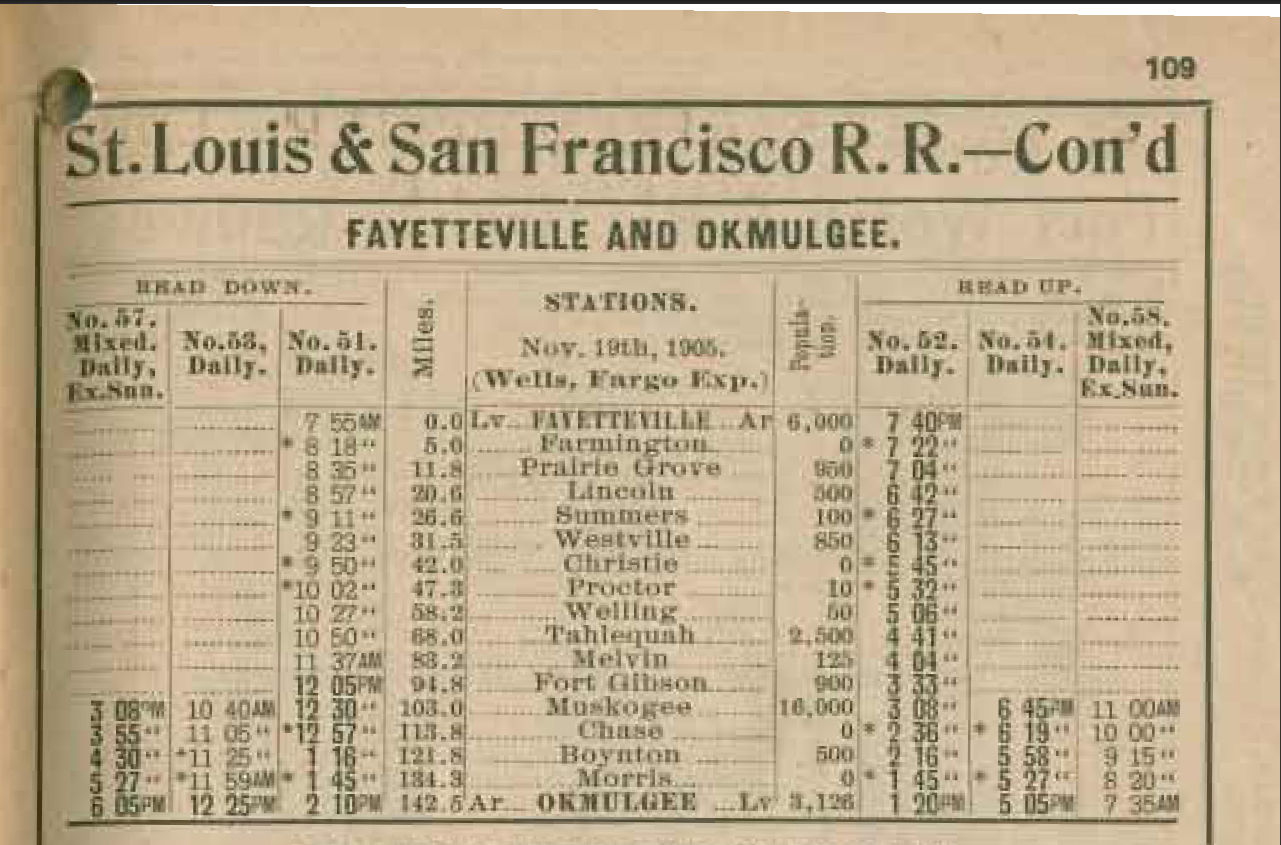 109
St. Louis & San Francisco R. R.—Con'd
FAYETTEVILLE AND OKMULGEE.
READ DOWN. Miles. STATIONS. Popula-tion. READ UP.
No. 57. Mixed. Daily, Ex.Sun. No.53, Daily. No. 51. Daily. Nov. 19th, 1905. (Wells, Fargo Exp.) No. 52. Daily. No. 54. Daily. No.58. Mixed, Daily, Ex.Sun.
7 55AM 0.0 Lv.. FAYETTEVILLE ..Ar 6,000 7 40PM
* 8 18" 5.0 Farmington 0 * 7 22"
8 35" 11.8 Prairie Grove 950 7 04"
8 57" 20.6 Lincoln 500 6 42"
* 9 11" 26.6 Summers 100 * 6 27"
9 23" 31.5 Westville 850 6 13"
* 9 50" 42.0 Christie 0 * 5 45"
*10 02" 47.3 Proctor 10 * 5 32"
10 27" 58.2 Welling 50 5 06"
10 50" 68.0 Tahlequah 2,500 4 41"
11 37AM 83.2 Melvin 125 4 04"
12 05PM 94.8 Fort Gibson 900 3 33"
08PM 10 40AM 12 30" 103.0 Muskogee 16,000 3 08" 6 45PM 11 00AM
3 55" 11 05" *12 57" 113.8 Chase 0 * 2 36" * 6 19" 10 00"
4 30" *11 25" 1 16" 121.8 Boynton 500 2 16" 5 58" 9 15"
5 27" *11 59AM * 1 45" 134.3 Morris 0 * 1 45" * 5 27" 8 20"
6 05PM 12 25PM 2 10PM 142.5 Ar... OKMULGEE ...Lv 3,126 1 20PM 5 05PM 7 35AM